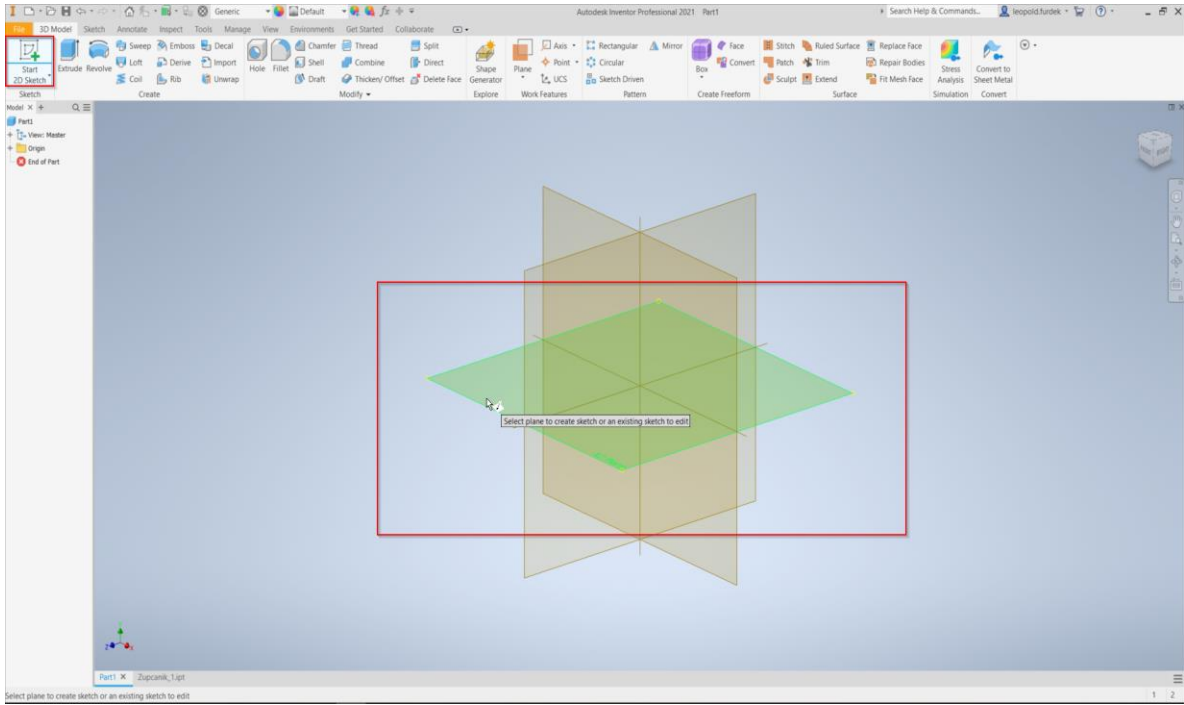 Generic Default Autodesk Inventor Professional 2021 Part1 Search Help & Commands... leopold.furdek
File 3D Model Sketch Annotate Inspect Tools Manage View Environments Get Started Collaborate
Start 2D Sketch
Extrude Revolve
Sweep Emboss Decal
Loft Derive Import
Coil Rib Unwrap
Hole Fillet
Chamfer Thread Split
Shell Combine Direct
Draft Thicken/ Offset Delete Face
Shape Generator
Plane
Axis
Point
UCS
Rectangular Mirror
Circular
Sketch Driven
Box
Face
Convert
Stitch Ruled Surface Replace Face
Patch Trim Repair Bodies
Sculpt Extend Fit Mesh Face
Stress Analysis
Convert to Sheet Metal
Sketch Create Modify Explore Work Features Pattern Create Freeform Surface Simulation Convert
Model
Part1
View: Master
Origin
End of Part
Select plane to create sketch or an existing sketch to edit
Part1 Zupcanik_1.ipt
Select plane to create sketch or an existing sketch to edit
1 2